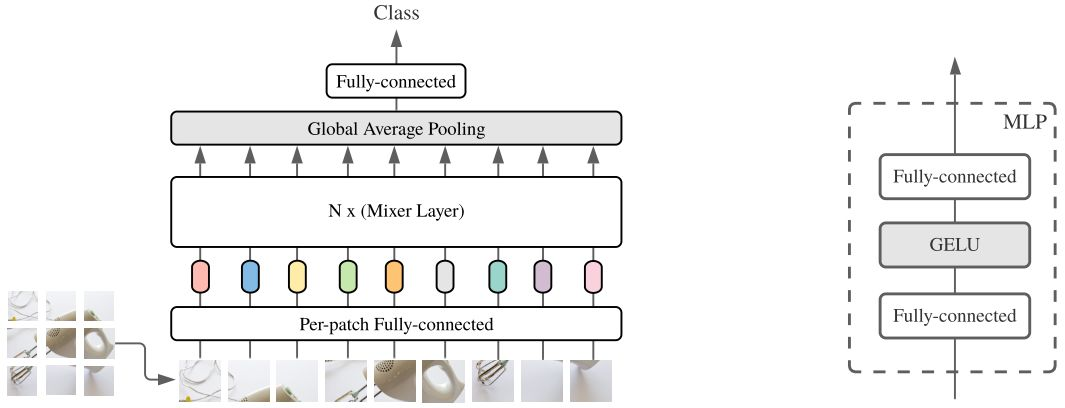 Class
Fully-connected
Global Average Pooling
N x (Mixer Layer)
Per-patch Fully-connected
MLP
Fully-connected
GELU
Fully-connected